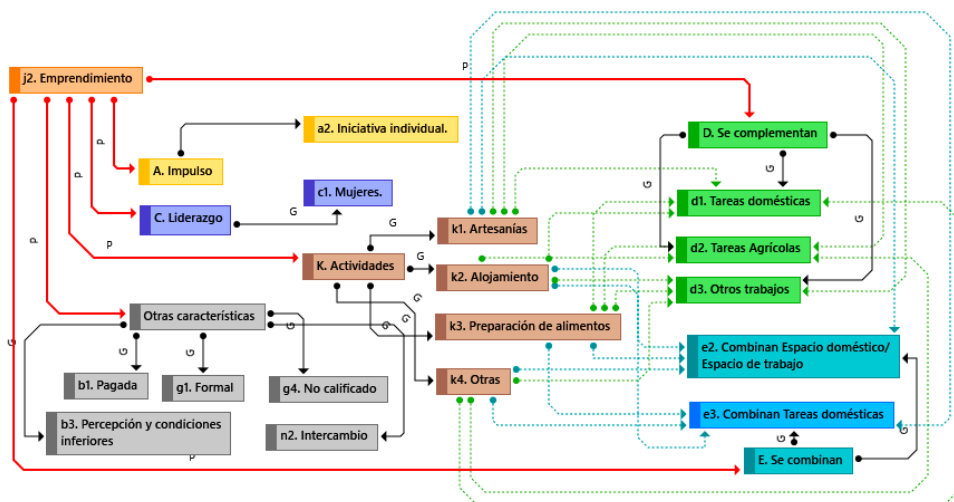 P
j2. Emprendimiento
a2. Iniciativa individual.
D. Se complementan
P
P
A. Impulso
G
G
c1. Mujeres.
d1. Tareas domésticas
C. Liderazgo
G
G
P
G
k1. Artesanías
P
P
d2. Tareas Agrícolas
K. Actividades
G
k2. Alojamiento
d3. Otros trabajos
G
Otras características
G
G
k3. Preparación de alimentos
G
G
G
G
e2. Combinan Espacio doméstico/
Espacio de trabajo
b1. Pagada
g1. Formal
g4. No calificado
k4. Otras
b3. Percepción y condiciones
inferiores
n2. Intercambio
e3. Combinan Tareas domésticas
G
G
P
E. Se combinan